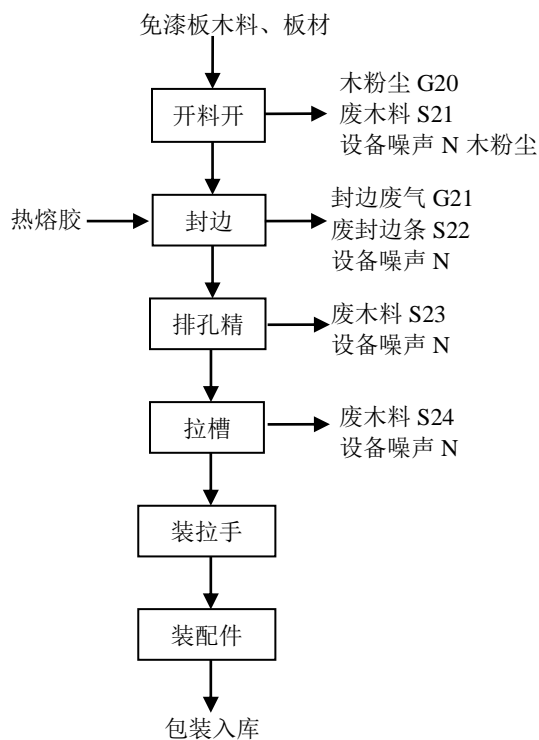 免漆板木料、板材
开料开
木粉尘 G20
废木料 S21
设备噪声 N 木粉尘
热熔胶
封边
封边废气 G21
废封边条 S22
设备噪声 N
排孔精
废木料 S23
设备噪声 N
拉槽
废木料 S24
设备噪声 N
装拉手
装配件
包装入库